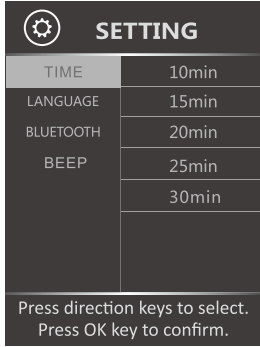 SETTING
TIME
LANGUAGE
BLUETOOTH
BEEP
10min
15min
20min
25min
30min
Press direction keys to select.
Press OK key to confirm.